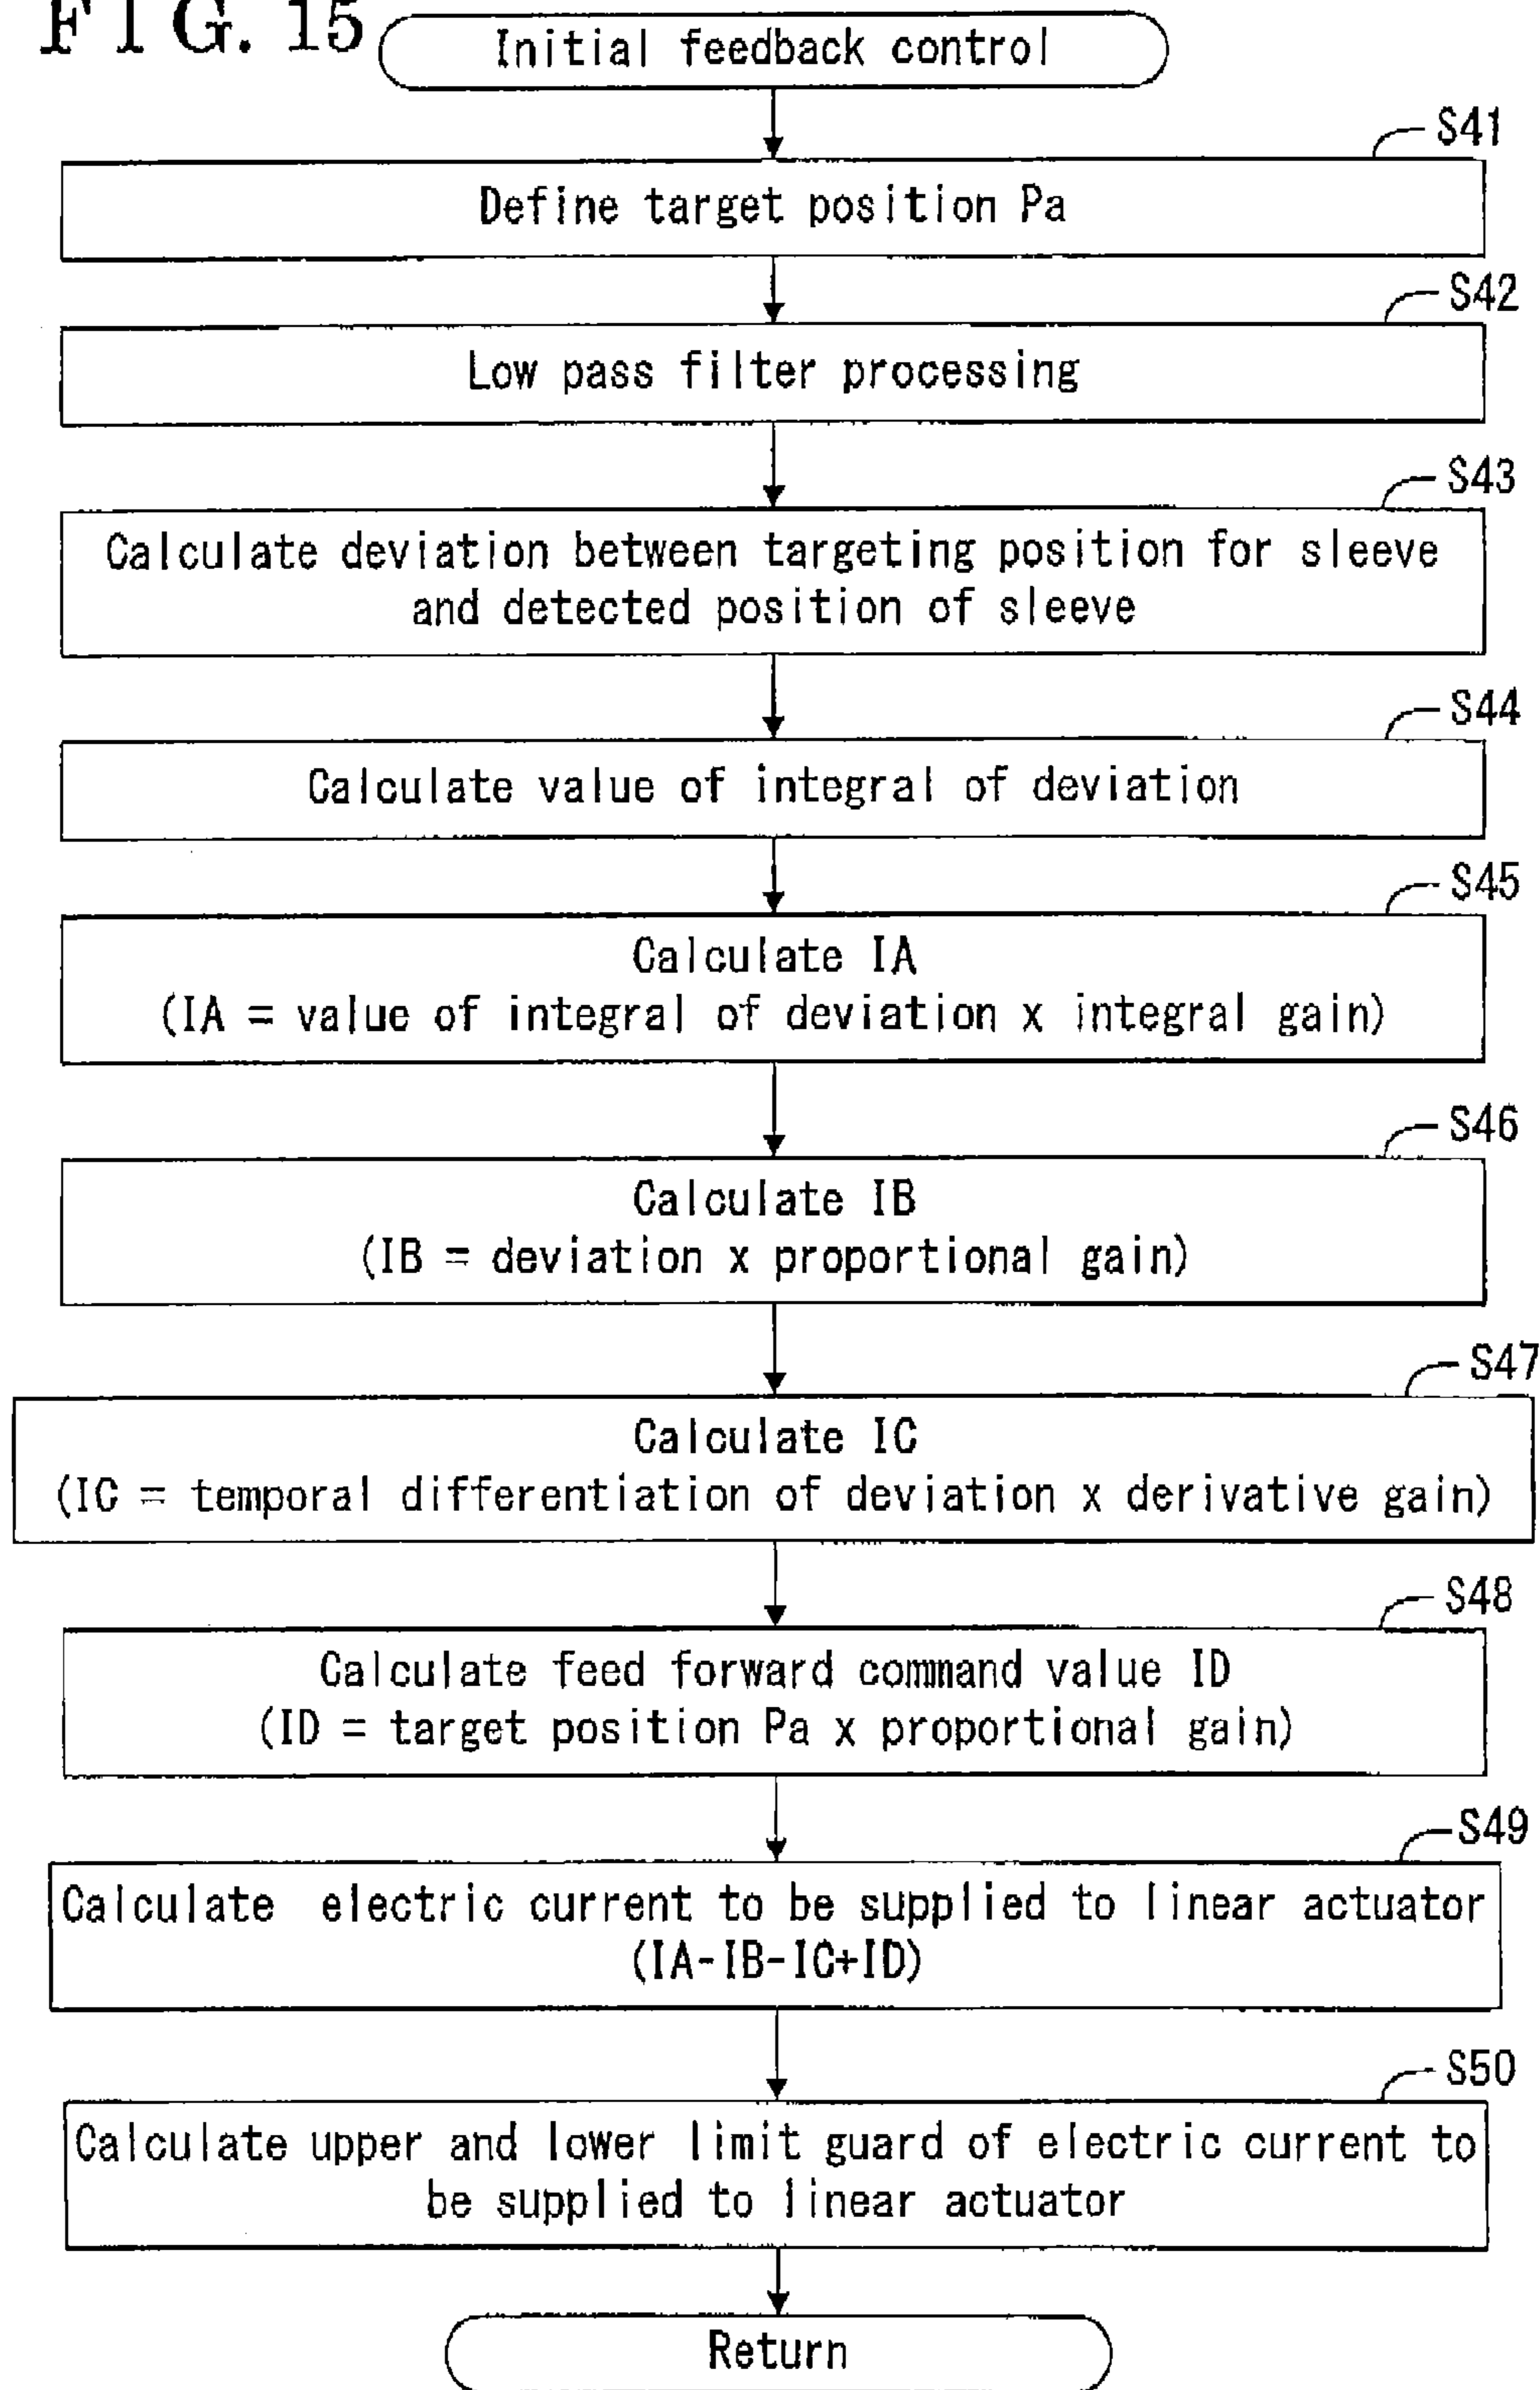 FIG. 15
Initial feedback control
S41
Define target position Pa
S42
Low pass filter processing
S43
Calculate deviation between targeting position for sleeve
and detected position of sleeve
S44
Calculate value of integral of deviation
S45
Calculate IA
(IA = value of integral of deviation x integral gain)
S46
Calculate IB
(IB = deviation x proportional gain)
S47
Calculate IC
(IC = temporal differentiation of deviation x derivative gain)
S48
Calculate feed forward command value ID
(ID = target position Pa x proportional gain)
S49
Calculate electric current to be supplied to linear actuator
(IA-IB-IC+ID)
S50
Calculate upper and lower limit guard of electric current to
be supplied to linear actuator
Return